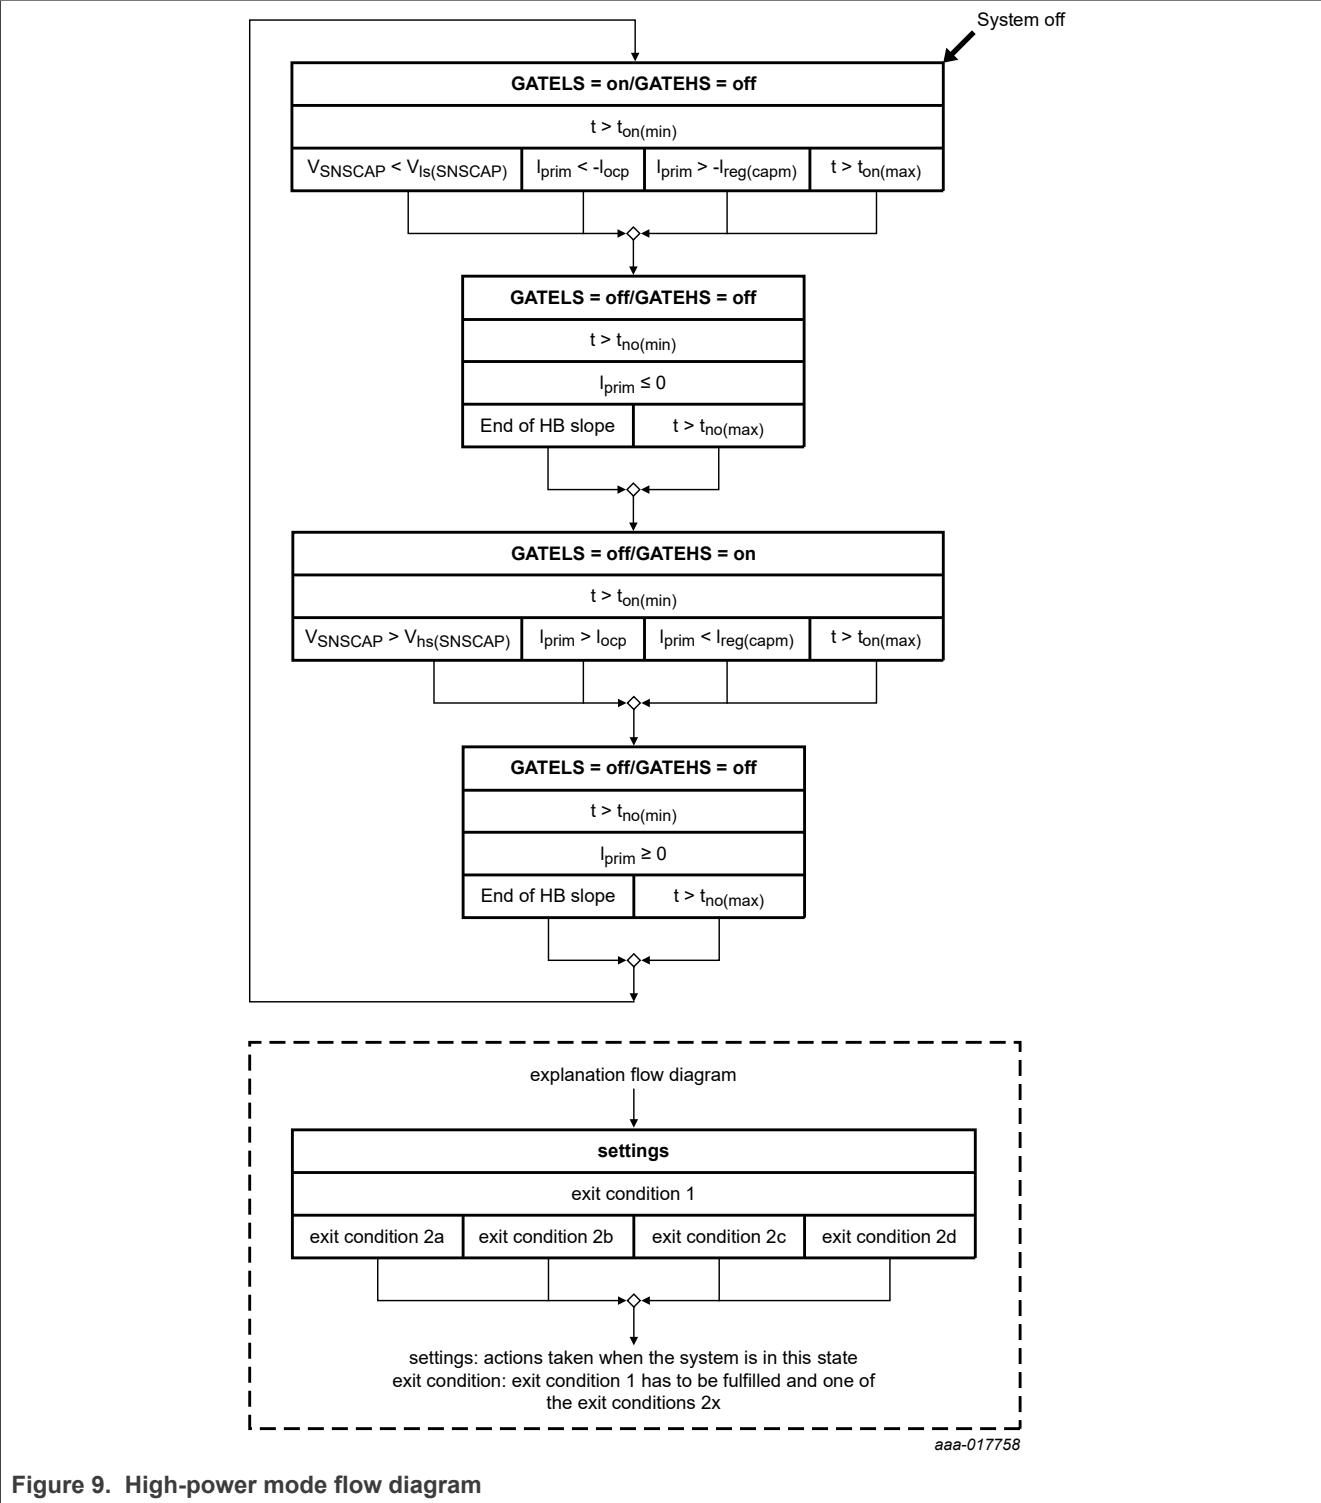 System off
GATELS = on/GATEHS = off
t > ton(min)
VSNSCAP < Vls(SNSCAP)
Iprim < -Iocp
Iprim > -Ireg(capm)
t > ton(max)
GATELS = off/GATEHS = off
t > tno(min)
Iprim ≤ 0
End of HB slope
t > tno(max)
GATELS = off/GATEHS = on
t > ton(min)
VSNSCAP > Vhs(SNSCAP)
Iprim > Iocp
Iprim < Ireg(capm)
t > ton(max)
GATELS = off/GATEHS = off
t > tno(min)
Iprim ≥ 0
End of HB slope
t > tno(max)
explanation flow diagram
settings
exit condition 1
exit condition 2a
exit condition 2b
exit condition 2c
exit condition 2d
settings: actions taken when the system is in this state
exit condition: exit condition 1 has to be fulfilled and one of
the exit conditions 2x
aaa-017758
Figure 9. High-power mode flow diagram